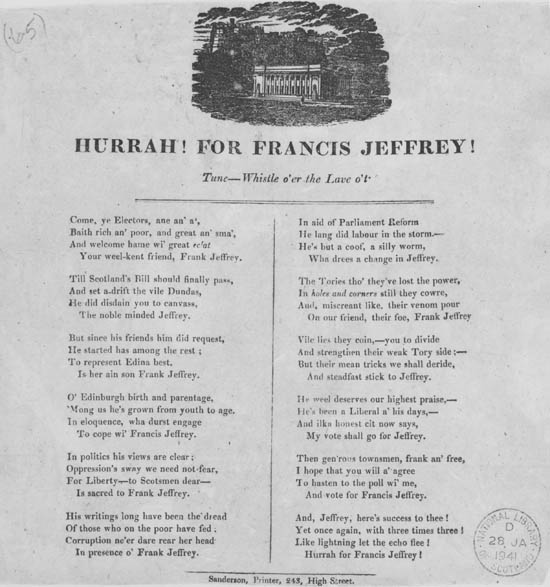 (205)
HURRAH! FOR FRANCIS JEFFREY!
Tune—Whistle o'er the Lave o't.
Come, ye Electors, ane an' a',
Baith rich an' poor, and great an' sma',
And welcome hame wi' great re'at
Your weel-kent friend, Frank Jeffrey.
Till Scotland's Bill should finally pass,
And set a-drift the vile Dundas,
He did disdain you to canvass,
The noble minded Jeffrey.
But since his friends him did request,
He started has among the rest ;
To represent Edina best.
Is her ain son Frank Jeffrey.
O' Edinburgh birth and parentage,
'Mong us he's grown from youth to age.
In eloquence, wha durst engage
To cope wi' Francis Jeffrey.
In politics his views are clear ;
Oppression's sway we need not fear,
For Liberty—to Scotsmen dear—
Is sacred to Frank Jeffrey.
His writings long have been the dread
Of those who on the poor have fed ;
Corruption ne'er dare rear her head
In presence o' Frank Jeffrey.
In aid of Parliament Reform
He lang did labour in the storm.—
He's but a coof, a silly worm,
Wha drees a change in Jeffrey.
The Tories tho' they've lost the power,
In holes and corners still they cowre,
And, miscreant like, their venom pour
On our friend, their foe, Frank Jeffrey
Vile lies they coin,—you to divide
And strengthen their weak Tory side :—
But their mean tricks we shall deride,
And steadfast stick to Jeffrey.
He weel deserves our highest praise,—
He's been a Liberal a' his days,—
And ilka honest cit now says,
My vote shall go for Jeffrey.
Then gen'rous townsmen, frank an' free,
I hope that you will a' agree
To hasten to the poll wi' me,
And vote for Francis Jeffrey.
And, Jeffrey, here's success to thee !
Yet once again, with three times three !
Like lightning let the echo flee !
Hurrah for Francis Jeffrey !
NATIONAL LIBRARY
D
28 JA
1941
OF SCOTLAND
Sanderson, Printer, 243, High Street.